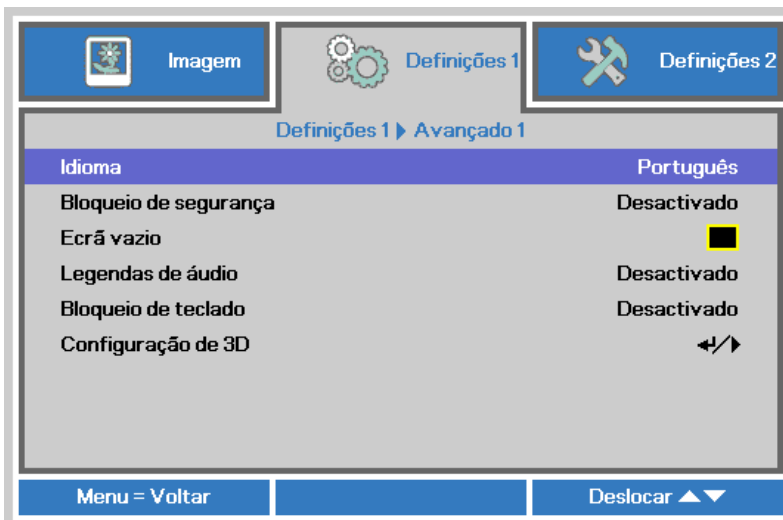 Imagem Definições 1 Definições 2
Definições 1 Avançado 1
Idioma Português
Bloqueio de segurança Desactivado
Ecrã vazio
Legendas de áudio Desactivado
Bloqueio de teclado Desactivado
Configuração de 3D
Menu = Voltar Deslocar